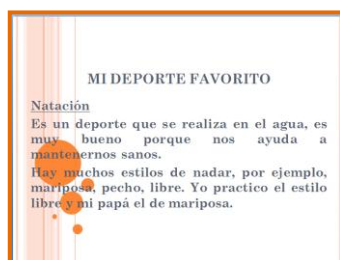 MI DEPORTE FAVORITO
Natación
Es un deporte que se realiza en el agua, es
muy bueno porque nos ayuda a
mantenernos sanos.
Hay muchos estilos de nadar, por ejemplo,
mariposa, pecho, libre. Yo practico el estilo
libre y mi papá el de mariposa.